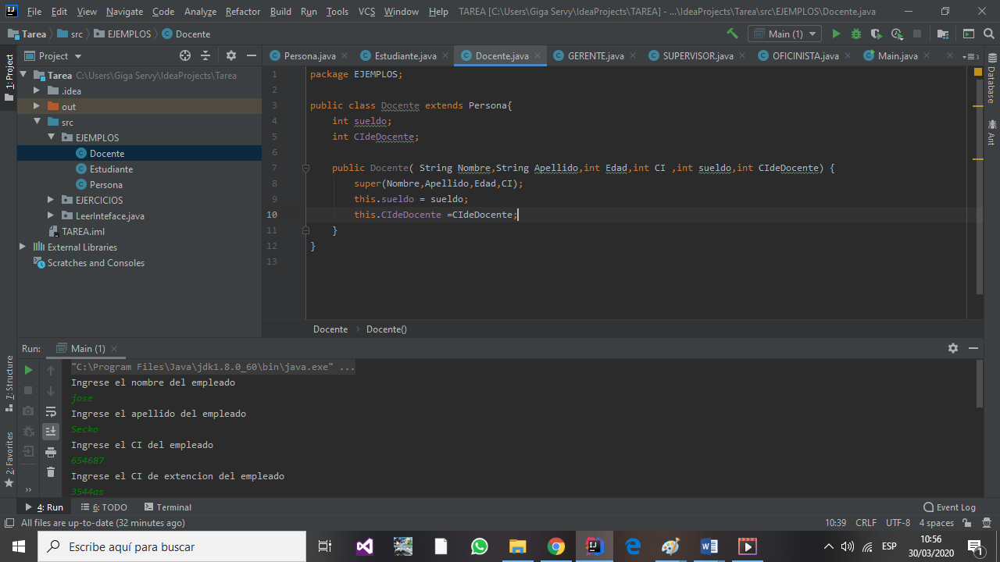 File Edit View Navigate Code Analyze Refactor Build Run Tools VCS Window Help TAREA [C:\Users\Giga Servy\IdeaProjects\TAREA] - ...\IdeaProjects\Tarea\src\EJEMPLOS\Docente.java
Tarea src EJEMPLOS Docente Main (1)
1: Project
Project
Persona.java Estudiante.java Docente.java GERENTE.java SUPERVISOR.java OFICINISTA.java Main.java 3
Tarea C:\Users\Giga Servy\IdeaProjects\Tarea
.idea
out
src
EJEMPLOS
Docente
Estudiante
Persona
EJERCICIOS
LeerInteface.java
TAREA.iml
External Libraries
Scratches and Consoles
1 package EJEMPLOS;
2
3 public class Docente extends Persona{
4 int sueldo;
5 int CIdeDocente;
6
7 public Docente( String Nombre,String Apellido,int Edad,int CI ,int sueldo,int CIdeDocente) {
8 super(Nombre,Apellido,Edad,CI);
9 this.sueldo = sueldo;
10 this.CIdeDocente =CIdeDocente;
11 }
12 }
13
Docente Docente()
Database
Ant
Run: Main (1)
"C:\Program Files\Java\jdk1.8.0_60\bin\java.exe" ...
Ingrese el nombre del empleado
jose
Ingrese el apellido del empleado
Secko
Ingrese el CI del empleado
654687
Ingrese el CI de extencion del empleado
3544as
7: Structure
2: Favorites
4: Run 6: TODO Terminal Event Log
All files are up-to-date (32 minutes ago) 10:39 CRLF UTF-8 4 spaces
Escribe aquí para buscar ESP 10:56
30/03/2020 1